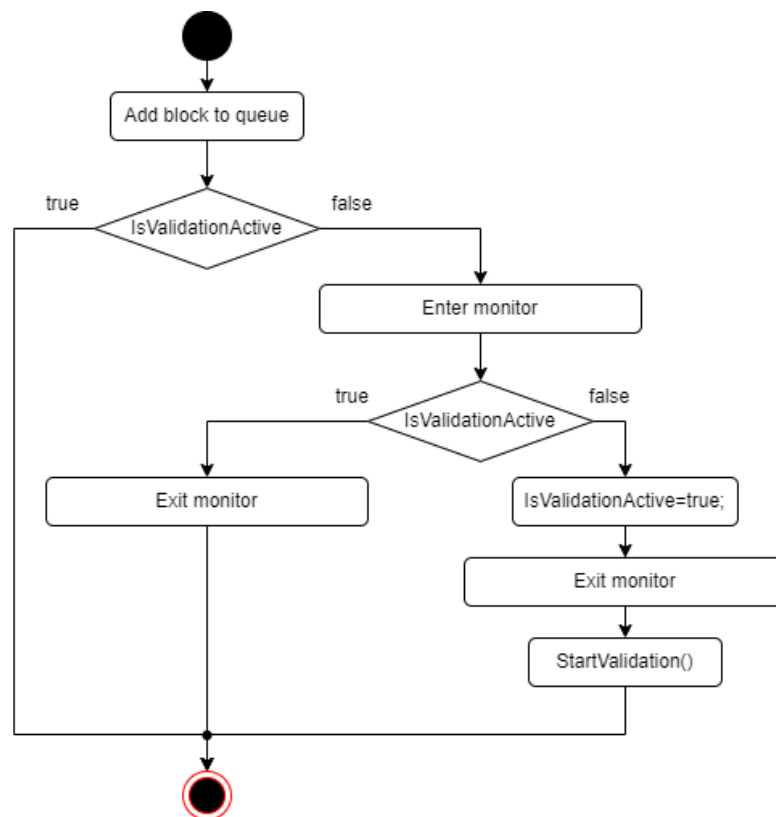 Add block to queue
true
false
IsValidationActive
Enter monitor
true
false
IsValidationActive
Exit monitor
IsValidationActive=true;
Exit monitor
StartValidation()